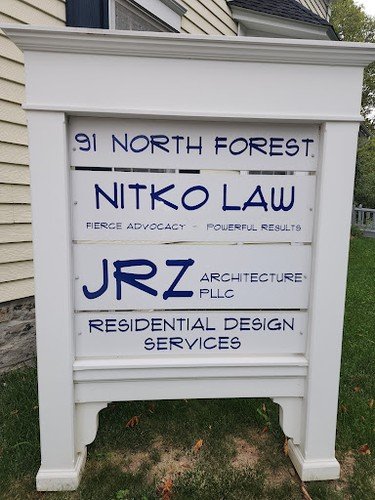 91 NORTH FOREST
NITKO LAW
FIERCE ADVOCACY - POWERFUL RESULTS
JRZ ARCHITECTURE PLLC
RESIDENTIAL DESIGN
SERVICES